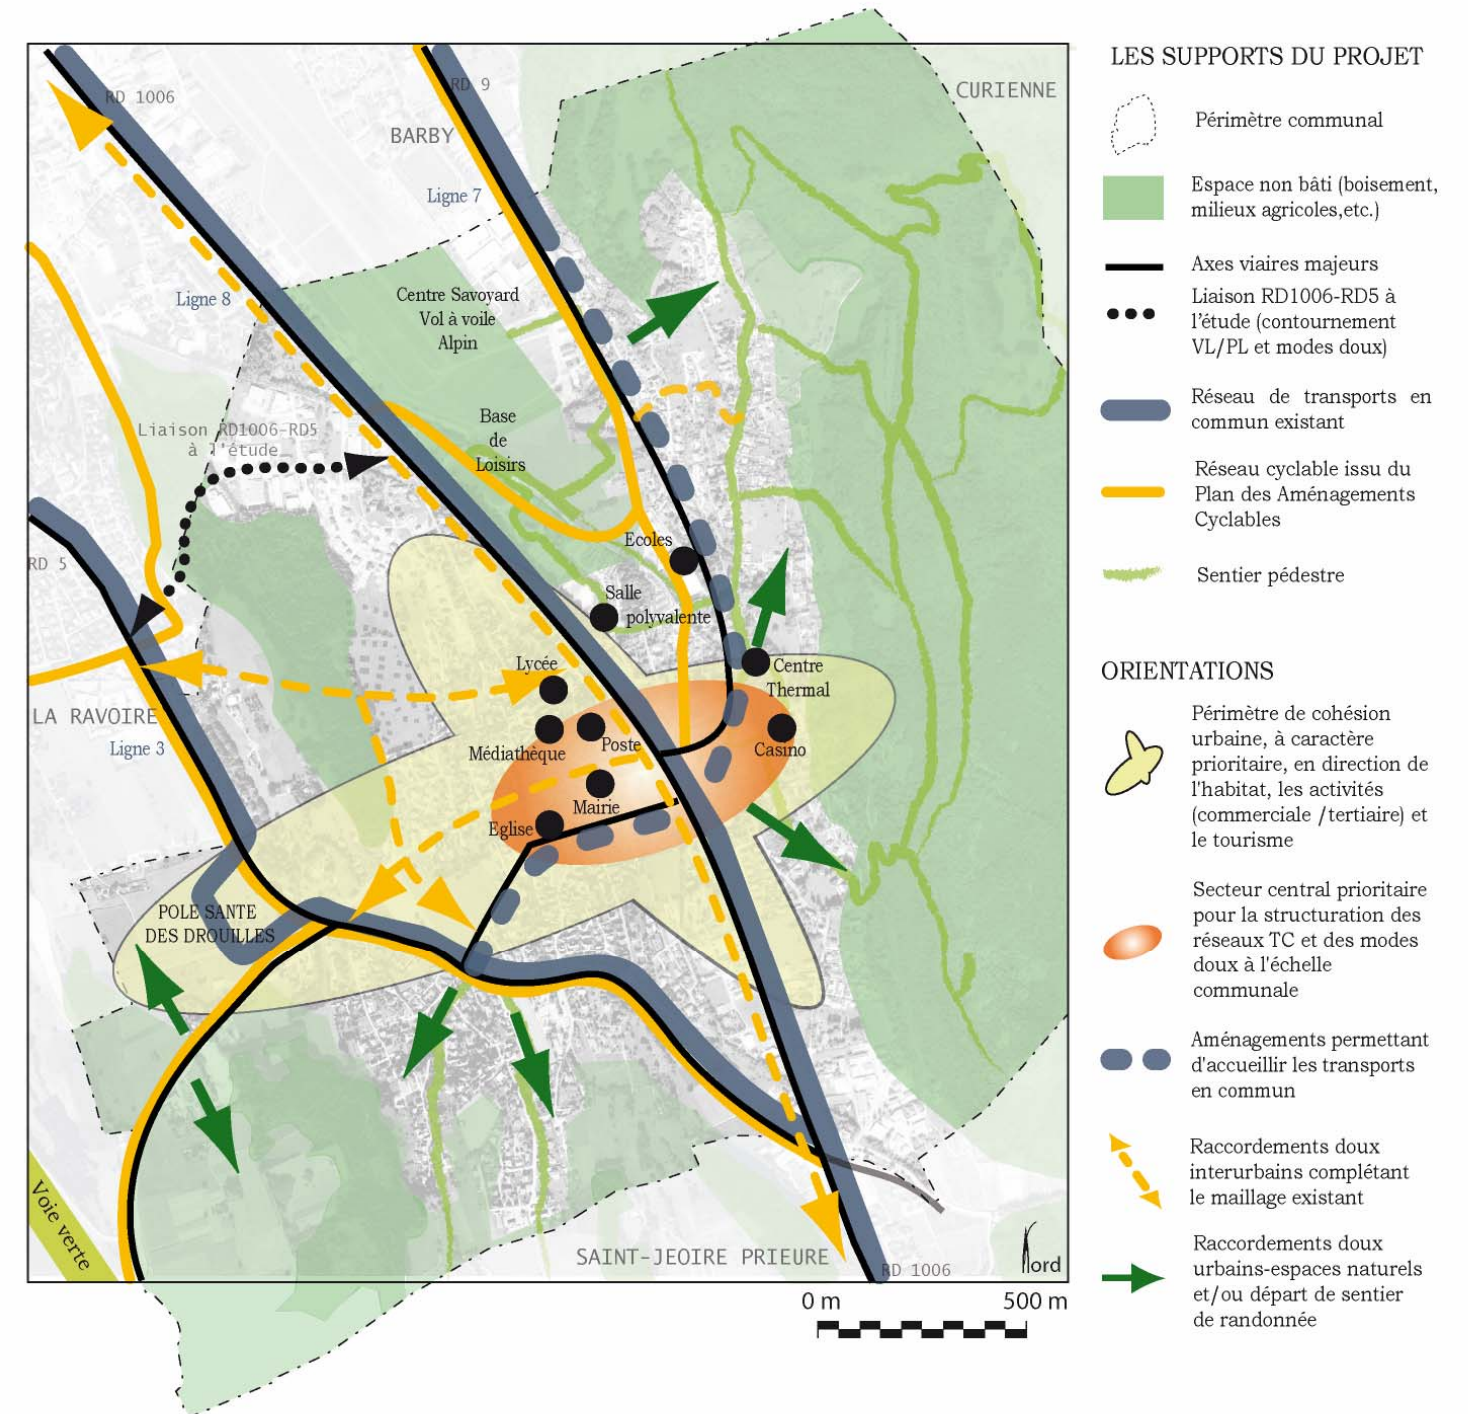 RD 1006
RD 9
BARBY
CURIENNE
Ligne 7
Ligne 8
Centre Savoyard
Vol à voile
Alpin
Base
de
Loisirs
Liaison RD1006-RD5
à l'étude
RD 5
Ecoles
Salle
polyvalente
Lycée
Centre
Thermal
LA RAVOIRE
Ligne 3
Médiathèque
Poste
Casino
Mairie
Eglise
POLE SANTE
DES DROUILLES
Voie verte
SAINT-JEOIRE PRIEURE
RD 1006
Nord
0 m
500 m
LES SUPPORTS DU PROJET
Périmètre communal
Espace non bâti (boisement,
milieux agricoles,etc.)
Axes viaires majeurs
Liaison RD1006-RD5 à
l'étude (contournement
VL/PL et modes doux)
Réseau de transports en
commun existant
Réseau cyclable issu du
Plan des Aménagements
Cyclables
Sentier pédestre
ORIENTATIONS
Périmètre de cohésion
urbaine, à caractère
prioritaire, en direction de
l'habitat, les activités
(commerciale /tertiaire) et
le tourisme
Secteur central prioritaire
pour la structuration des
réseaux TC et des modes
doux à l'échelle
communale
Aménagements permettant
d'accueillir les transports
en commun
Raccordements doux
interurbains complétant
le maillage existant
Raccordements doux
urbains-espaces naturels
et/ou départ de sentier
de randonnée